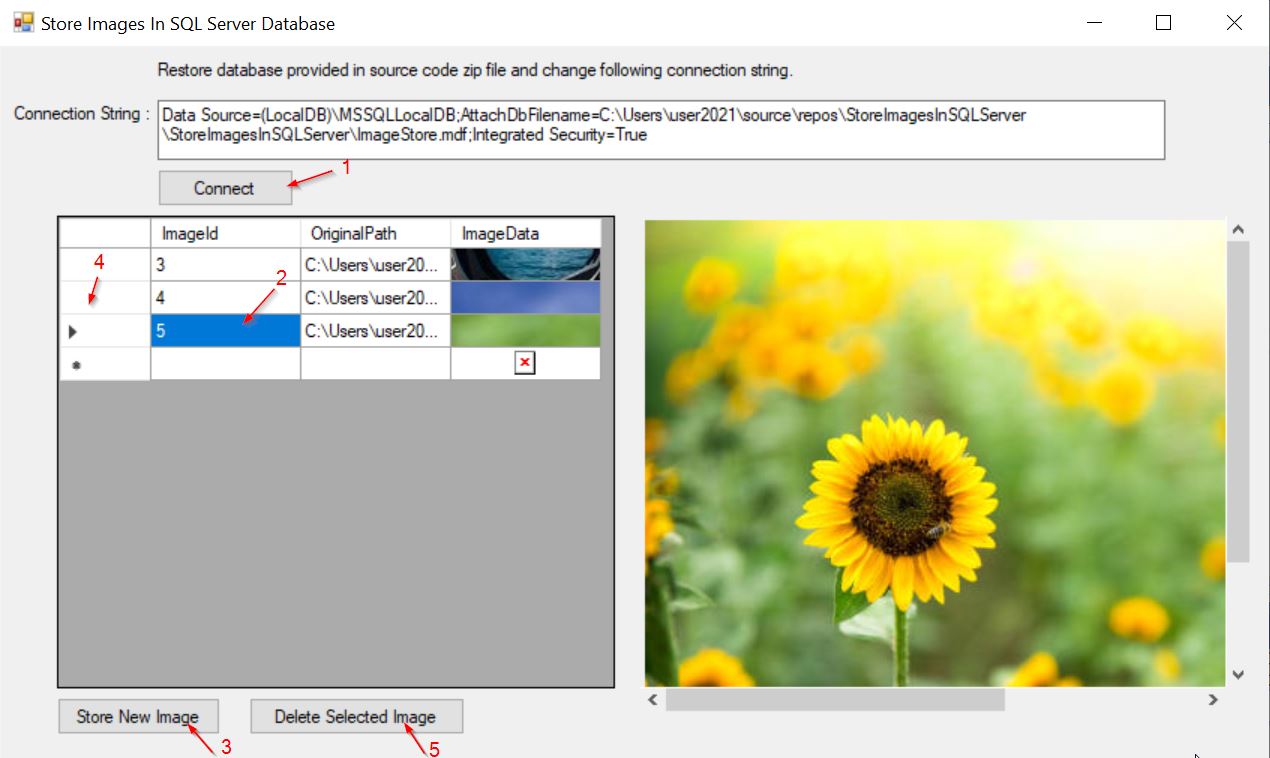 Store Images In SQL Server Database
Restore database provided in source code zip file and change following connection string.
Connection String :
Data Source=(LocalDB)\MSSQLLocalDB;AttachDbFilename=C:\Users\user2021\source\repos\StoreImagesInSQLServer
\StoreImagesInSQLServer\ImageStore.mdf;Integrated Security=True
Connect
1
ImageId OriginalPath ImageData
3 C:\Users\user20...
4 C:\Users\user20...
5 C:\Users\user20...
4
2
Store New Image
Delete Selected Image
3
5